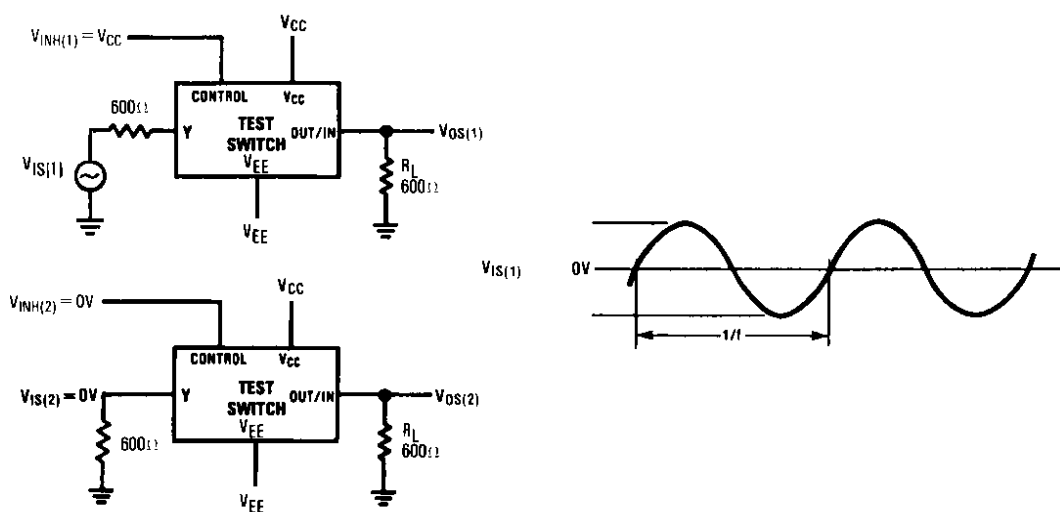 V_CC
V_INH(1) = V_CC
CONTROL
V_CC
600Ω
Y
TEST
SWITCH
OUT/IN
V_OS(1)
V_EE
V_IS(1)
R_L
600Ω
V_EE
V_IS(1)
0V
1/f
V_CC
V_INH(2) = 0V
CONTROL
V_CC
V_IS(2) = 0V
Y
TEST
SWITCH
OUT/IN
V_OS(2)
V_EE
600Ω
R_L
600Ω
V_EE